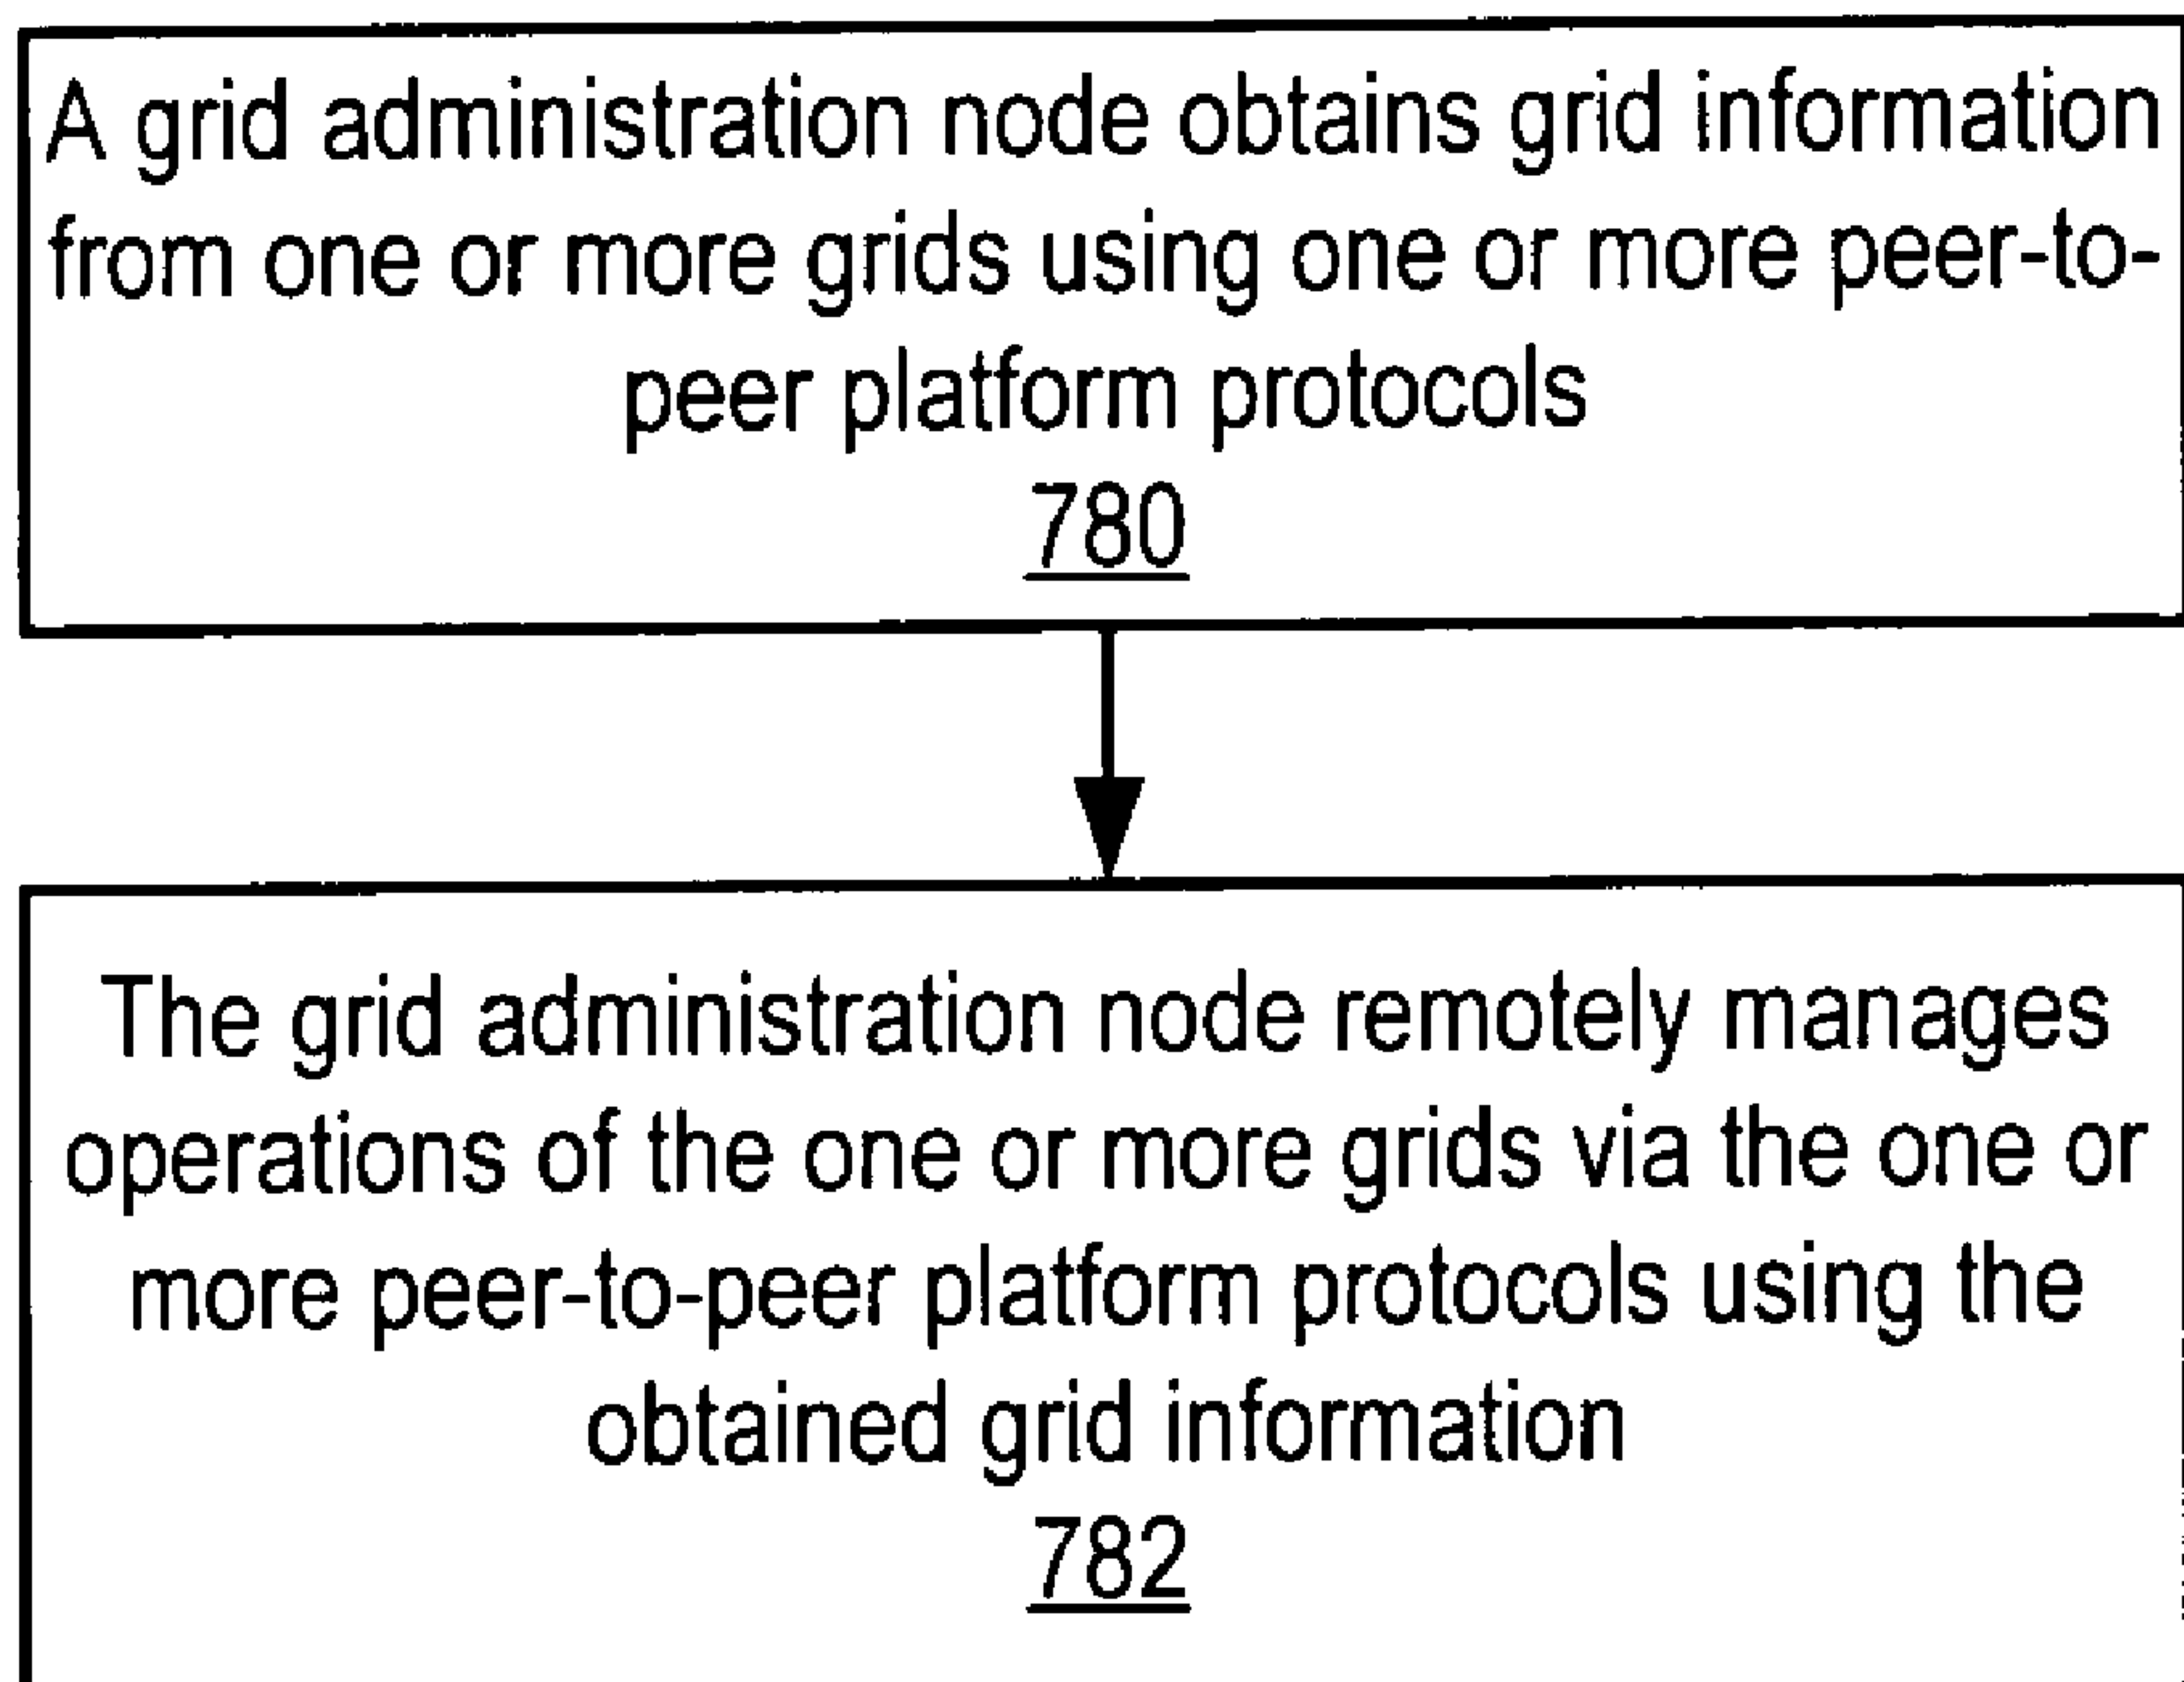 A grid administration node obtains grid information
from one or more grids using one or more peer-to-
peer platform protocols
780
The grid administration node remotely manages
operations of the one or more grids via the one or
more peer-to-peer platform protocols using the
obtained grid information
782